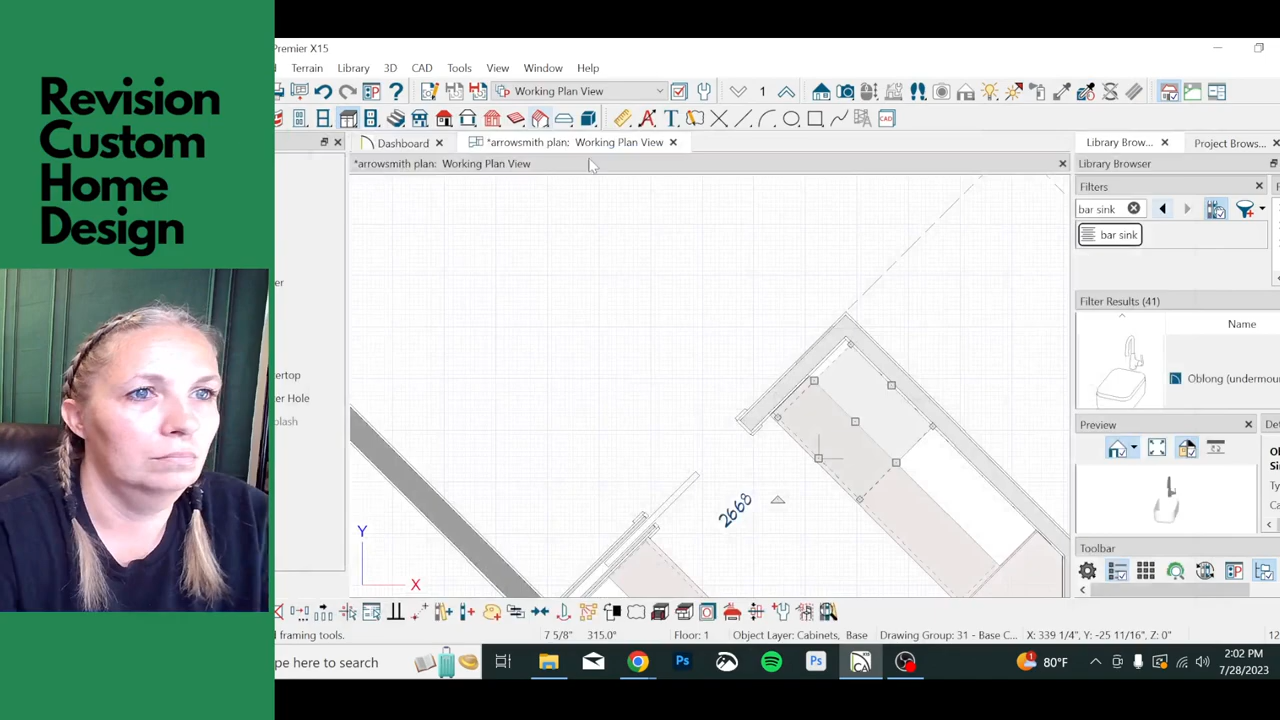 Revision
Custom
Home
Design
Premier X15
Terrain Library 3D CAD Tools View Window Help
Working Plan View
1
Dashboard
*arrowsmith plan: Working Plan View
Library Brow...
Project Brows...
*arrowsmith plan: Working Plan View
Library Browser
Filters
bar sink
bar sink
Filter Results (41)
Name
Oblong (undermou
Preview
Toolbar
2668
Y
X
framing tools.
7 5/8" 315.0°
Floor: 1
Object Layer: Cabinets, Base
Drawing Group: 31 - Base C...
X: 339 1/4", Y: -25 11/16", Z: 0"
pe here to search
80°F
2:02 PM
7/28/2023